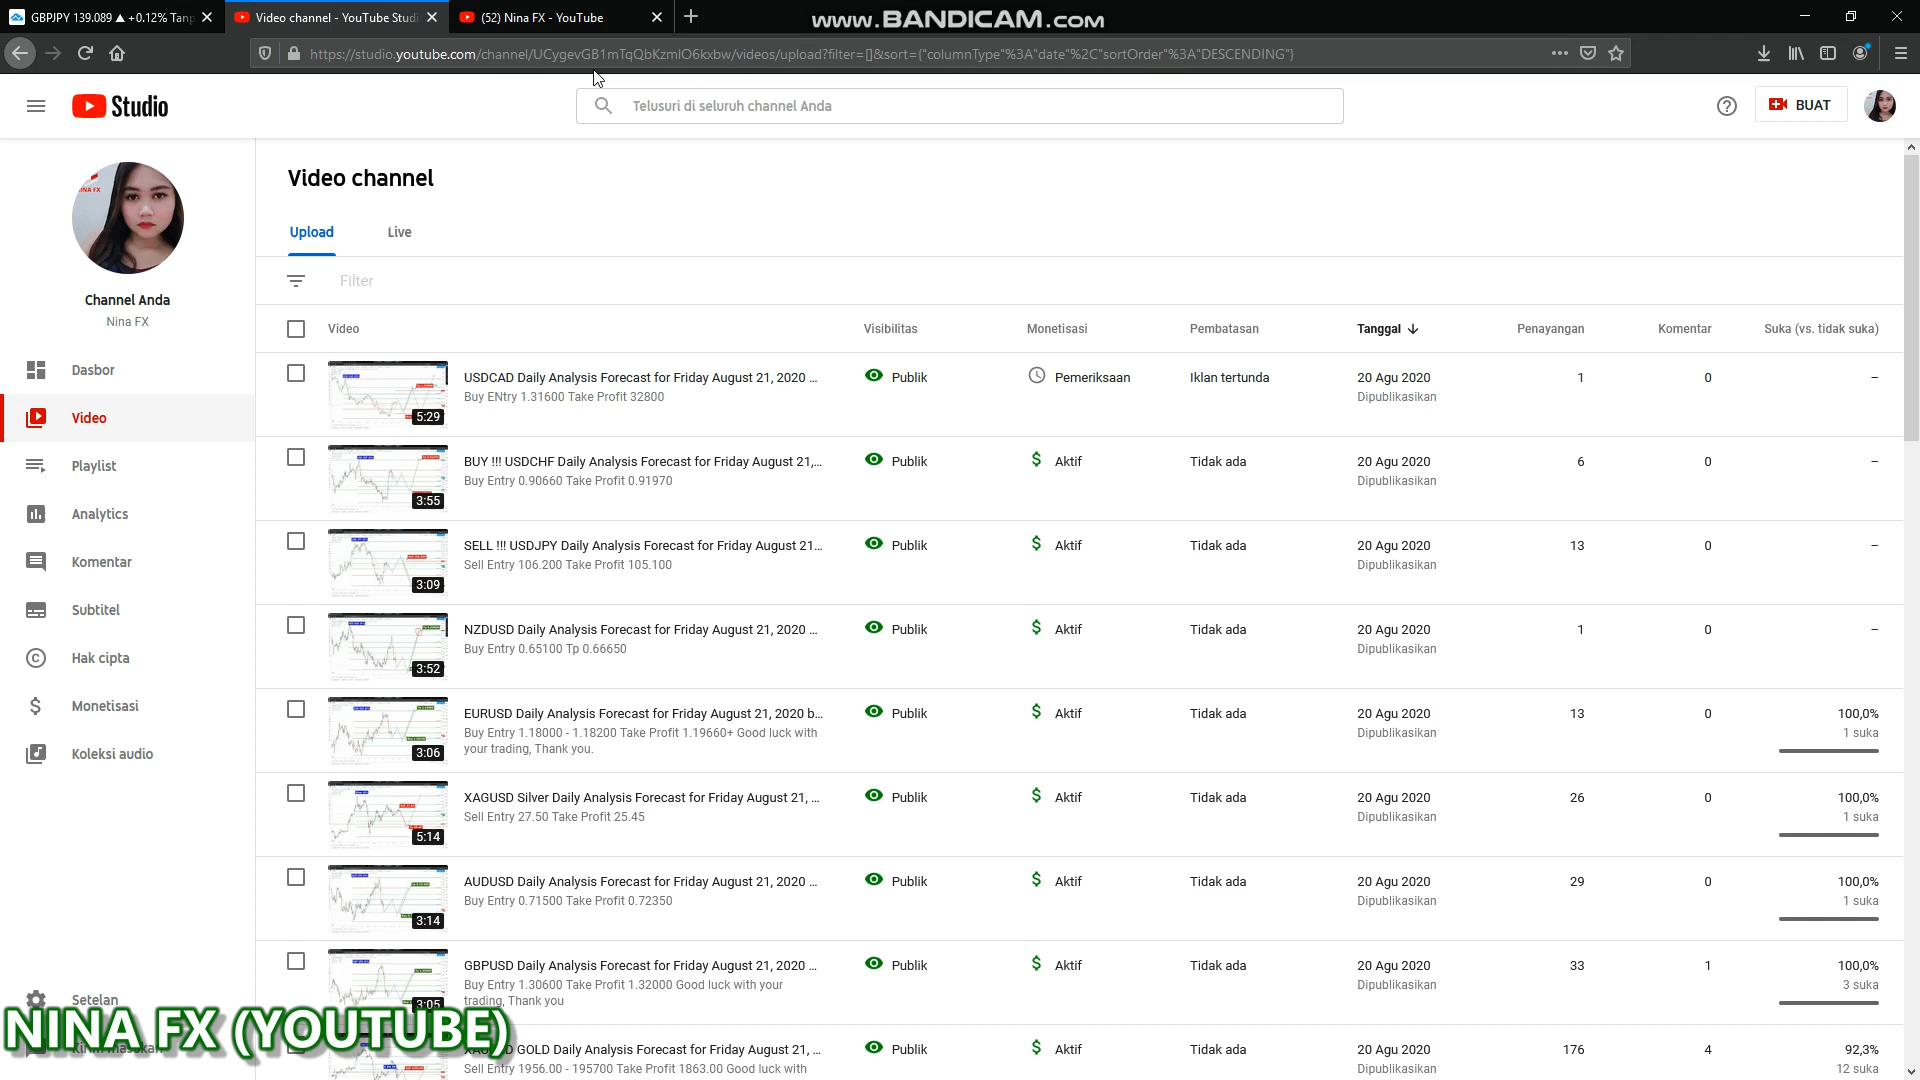 GBPJPY 139.089 ▲ +0.12% Tanp
Video channel - YouTube Studi
(52) Nina FX - YouTube
www.BANDICAM.com
https://studio.youtube.com/channel/UCygevGB1mTqQbKzmIO6kxbw/videos/upload?filter=[]&sort={"columnType"%3A"date"%2C"sortOrder"%3A"DESCENDING"}
Studio
Telusuri di seluruh channel Anda
BUAT
NINA FX
Channel Anda
Nina FX
Dasbor
Video
Playlist
Analytics
Komentar
Subtitel
Hak cipta
Monetisasi
Koleksi audio
Setelan
Kirim masukan
NINA FX (YOUTUBE)
Video channel
Upload Live
Filter
Video Visibilitas Monetisasi Pembatasan Tanggal Penayangan Komentar Suka (vs. tidak suka)
5:29
USDCAD Daily Analysis Forecast for Friday August 21, 2020 ... Publik Pemeriksaan Iklan tertunda 20 Agu 2020 1 0 –
Buy ENtry 1.31600 Take Profit 32800 Dipublikasikan
3:55
BUY !!! USDCHF Daily Analysis Forecast for Friday August 21,... Publik $ Aktif Tidak ada 20 Agu 2020 6 0 –
Buy Entry 0.90660 Take Profit 0.91970 Dipublikasikan
3:09
SELL !!! USDJPY Daily Analysis Forecast for Friday August 21... Publik $ Aktif Tidak ada 20 Agu 2020 13 0 –
Sell Entry 106.200 Take Profit 105.100 Dipublikasikan
3:52
NZDUSD Daily Analysis Forecast for Friday August 21, 2020 ... Publik $ Aktif Tidak ada 20 Agu 2020 1 0 –
Buy Entry 0.65100 Tp 0.66650 Dipublikasikan
3:06
EURUSD Daily Analysis Forecast for Friday August 21, 2020 b... Publik $ Aktif Tidak ada 20 Agu 2020 13 0 100,0%
Buy Entry 1.18000 - 1.18200 Take Profit 1.19660+ Good luck with Dipublikasikan 1 suka
your trading, Thank you.
5:14
XAGUSD Silver Daily Analysis Forecast for Friday August 21, ... Publik $ Aktif Tidak ada 20 Agu 2020 26 0 100,0%
Sell Entry 27.50 Take Profit 25.45 Dipublikasikan 1 suka
3:14
AUDUSD Daily Analysis Forecast for Friday August 21, 2020 ... Publik $ Aktif Tidak ada 20 Agu 2020 29 0 100,0%
Buy Entry 0.71500 Take Profit 0.72350 Dipublikasikan 1 suka
3:05
GBPUSD Daily Analysis Forecast for Friday August 21, 2020 ... Publik $ Aktif Tidak ada 20 Agu 2020 33 1 100,0%
Buy Entry 1.30600 Take Profit 1.32000 Good luck with your Dipublikasikan 3 suka
trading, Thank you
GOLD Daily Analysis Forecast for Friday August 21, ... Publik $ Aktif Tidak ada 20 Agu 2020 176 4 92,3%
Sell Entry 1956.00 - 195700 Take Profit 1863.00 Good luck with Dipublikasikan 12 suka